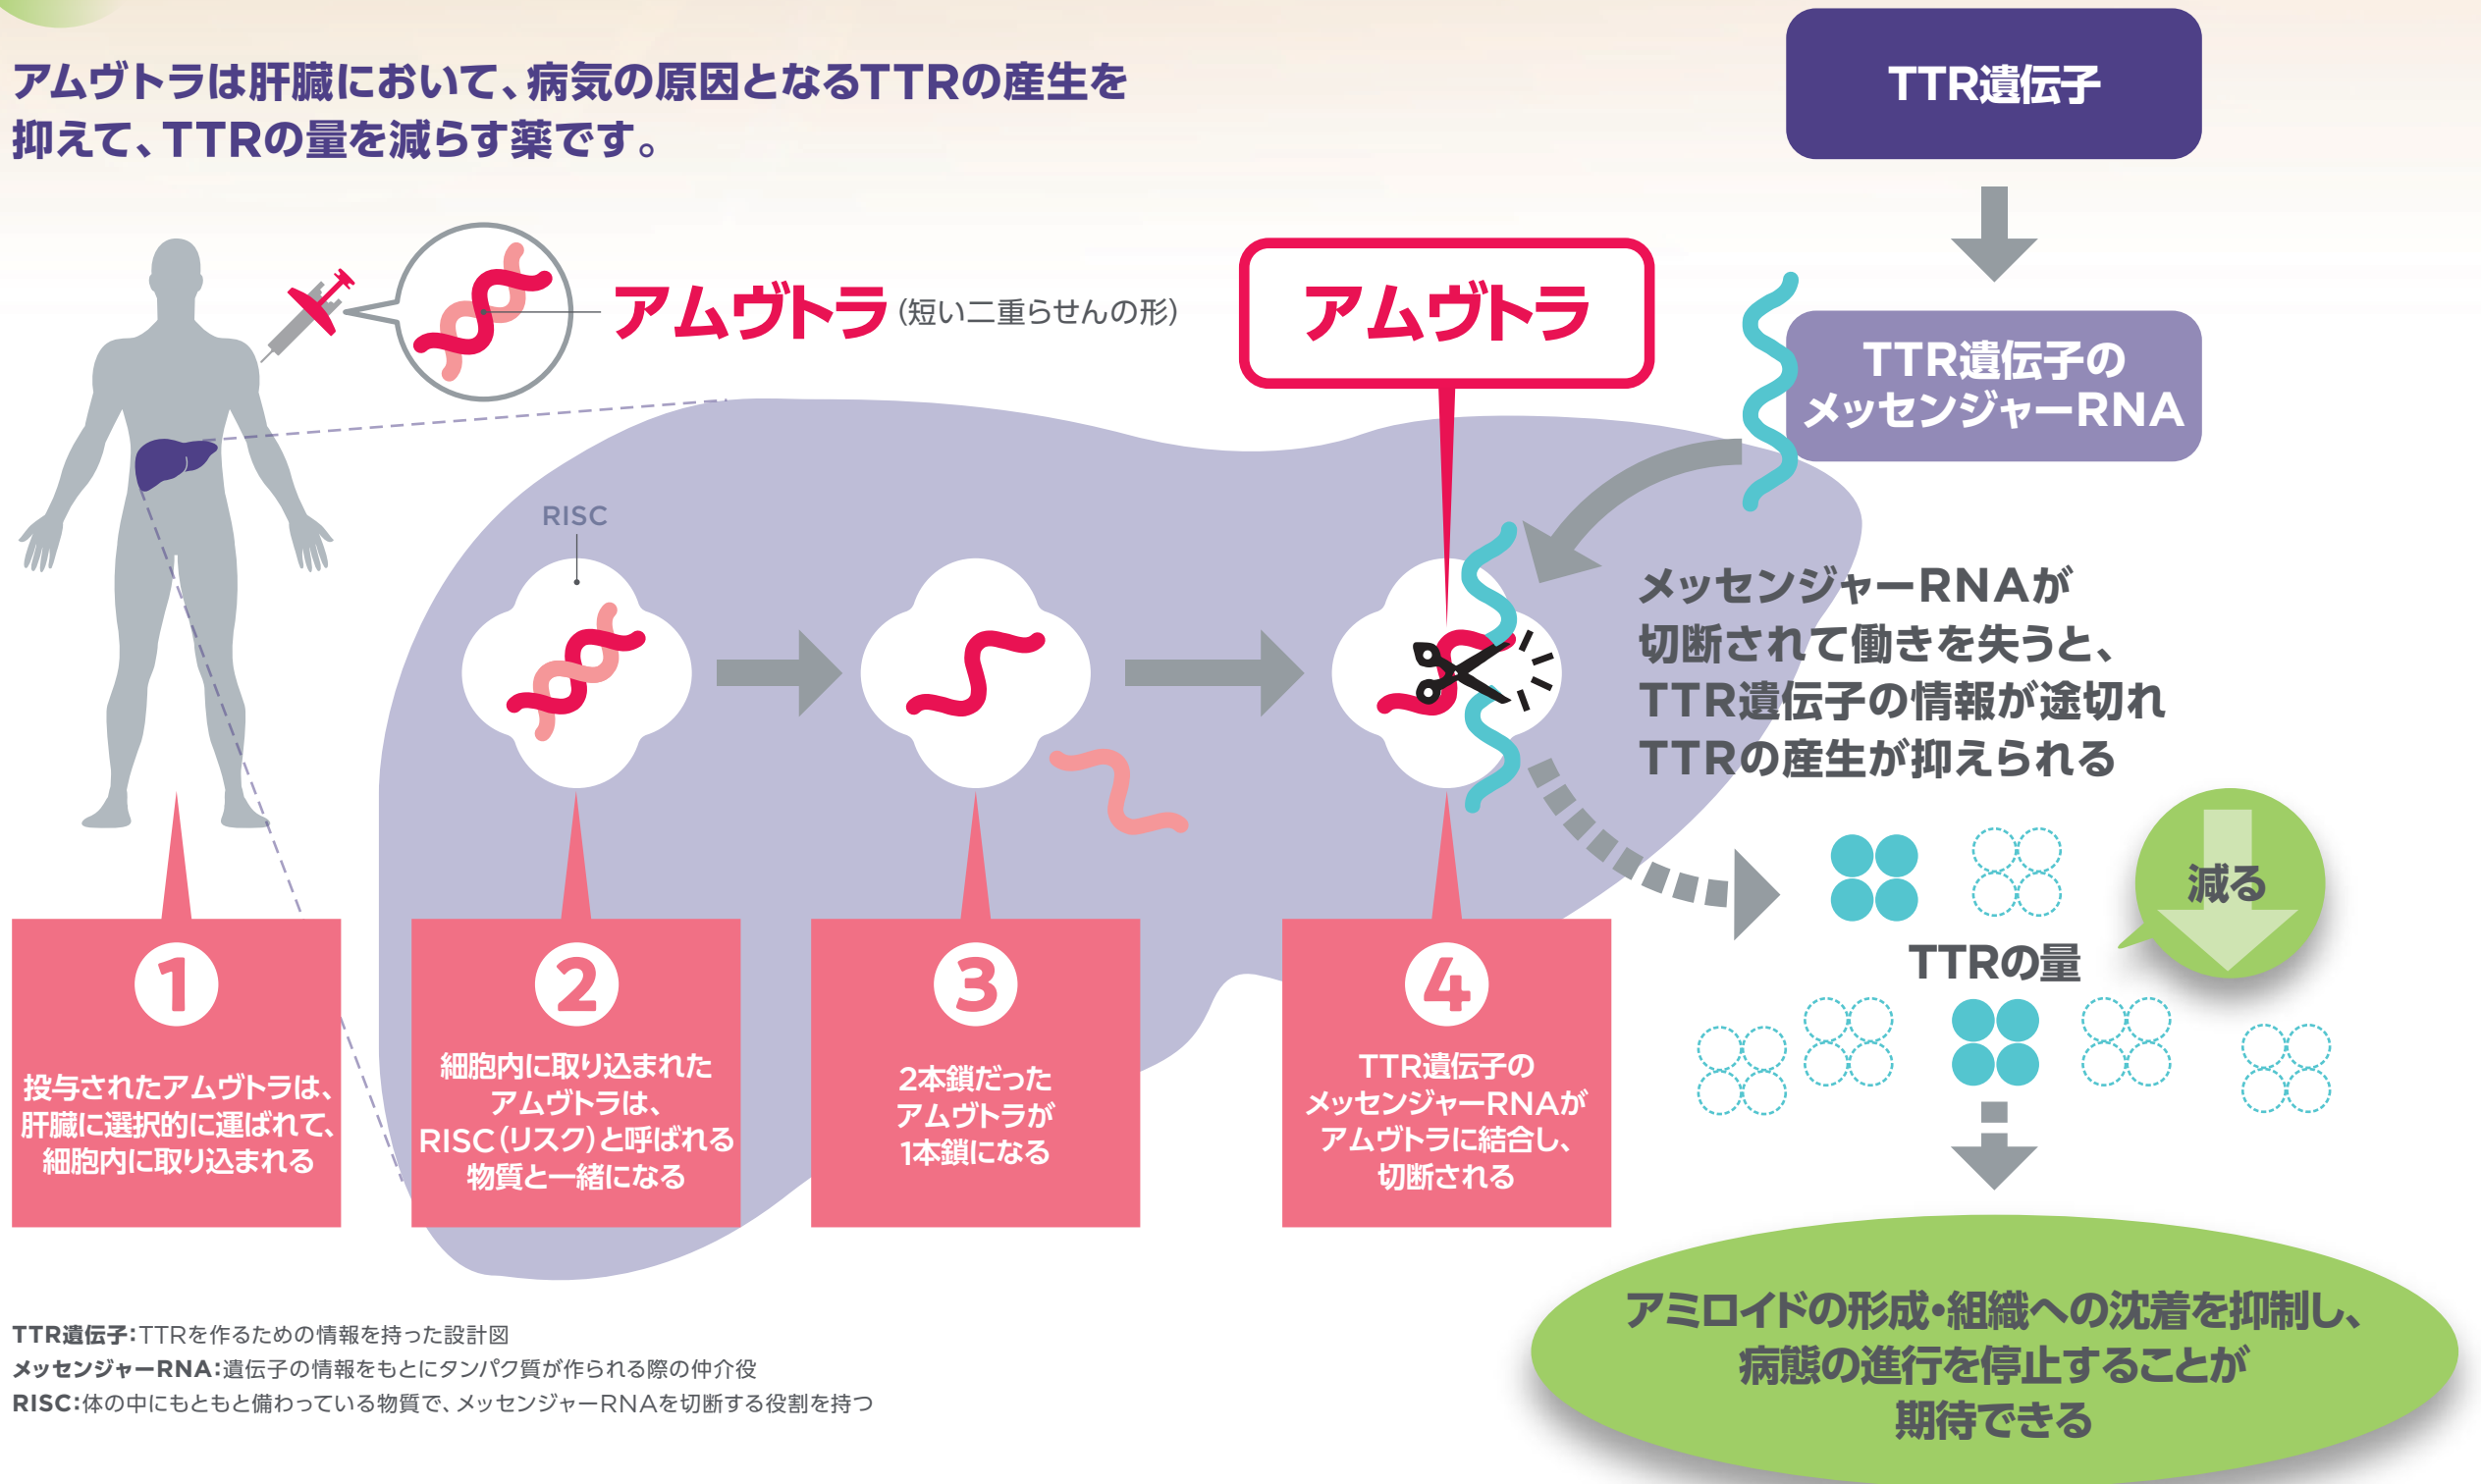 アムヴトラは肝臓において、病気の原因となるTTRの産生を
抑えて、TTRの量を減らす薬です。
アムヴトラ（短い二重らせんの形）
アムヴトラ
TTR遺伝子
TTR遺伝子の
メッセンジャーRNA
RISC
メッセンジャーRNAが
切断されて働きを失うと、
TTR遺伝子の情報が途切れ
TTRの産生が抑えられる
減る
TTRの量
1
投与されたアムヴトラは、
肝臓に選択的に運ばれて、
細胞内に取り込まれる
2
細胞内に取り込まれた
アムヴトラは、
RISC（リスク）と呼ばれる
物質と一緒になる
3
2本鎖だった
アムヴトラが
1本鎖になる
4
TTR遺伝子の
メッセンジャーRNAが
アムヴトラに結合し、
切断される
アミロイドの形成・組織への沈着を抑制し、
病態の進行を停止することが
期待できる
TTR遺伝子：TTRを作るための情報を持った設計図
メッセンジャーRNA：遺伝子の情報をもとにタンパク質が作られる際の仲介役
RISC：体の中にもともと備わっている物質で、メッセンジャーRNAを切断する役割を持つ